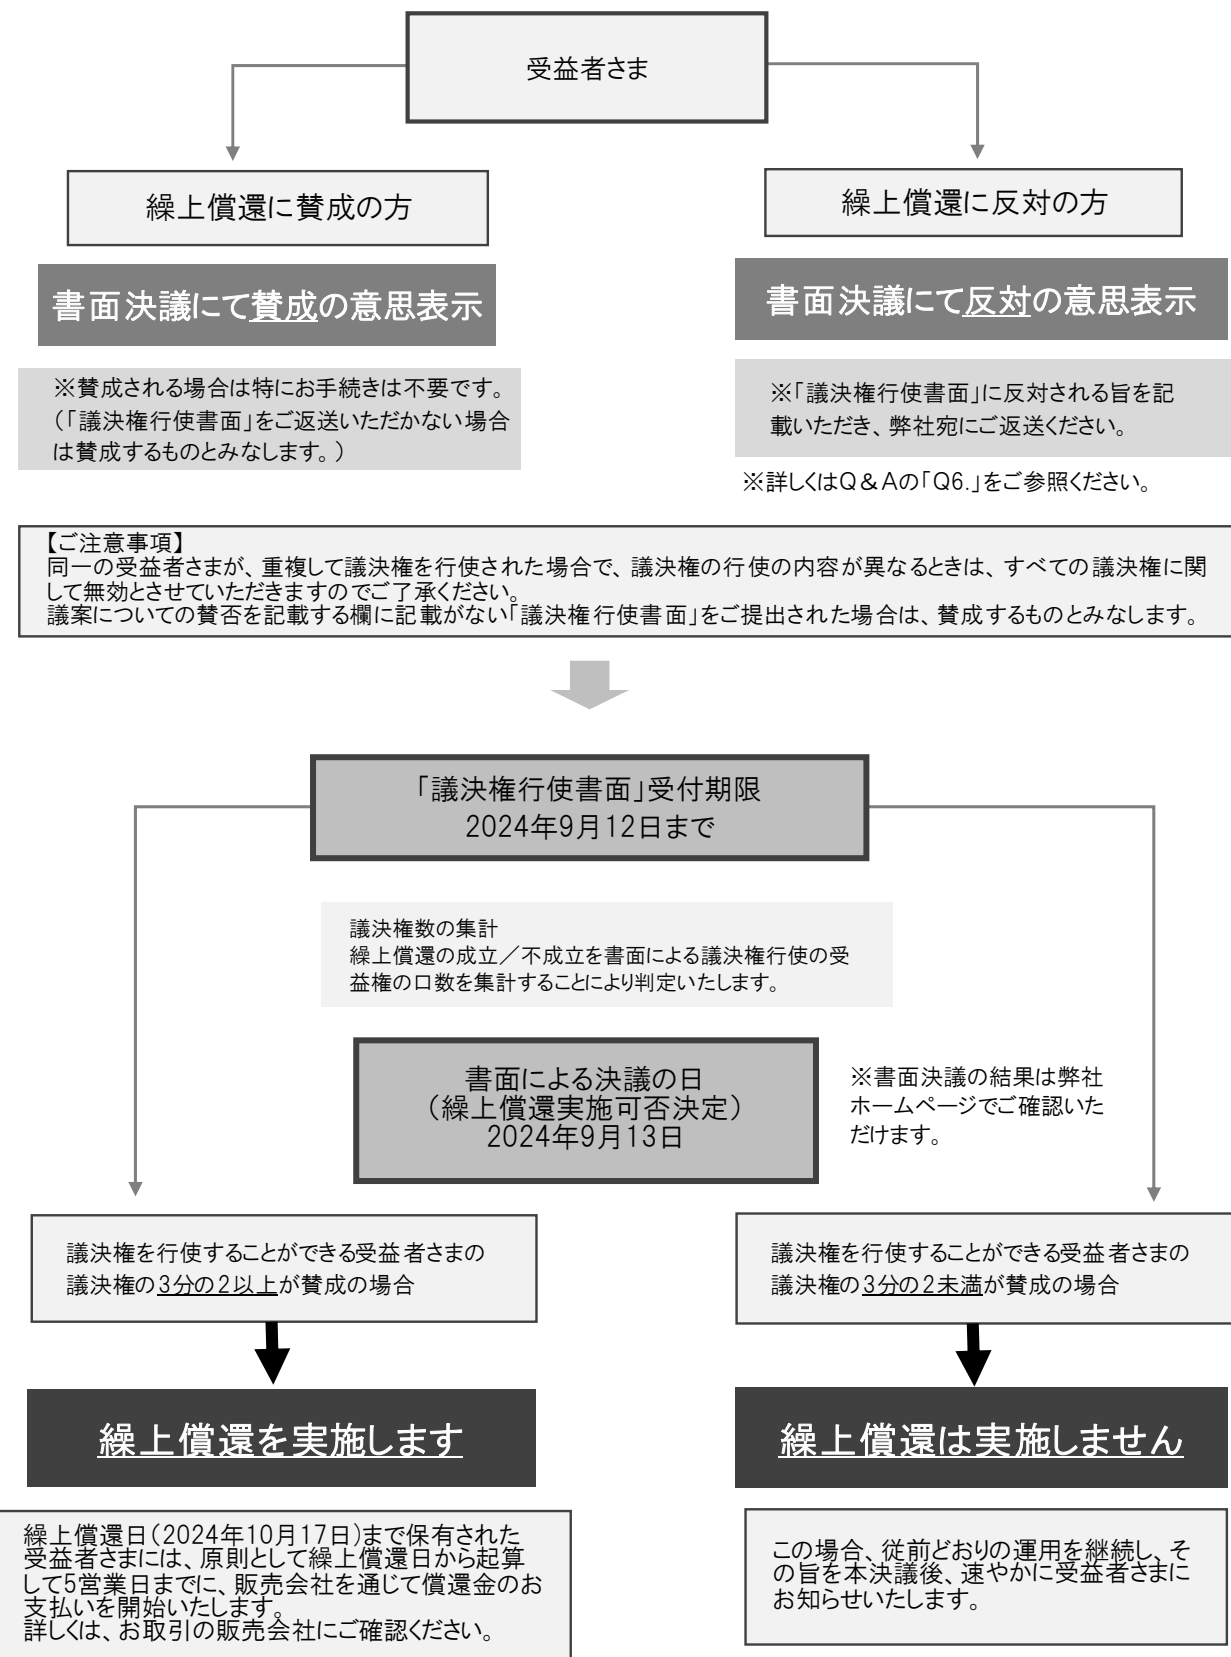 受益者さま
繰上償還に賛成の方
書面決議にて賛成の意思表示
※賛成される場合は特にお手続きは不要です。
（「議決権行使書面」をご返送いただかない場合
は賛成するものとみなします。）
繰上償還に反対の方
書面決議にて反対の意思表示
※「議決権行使書面」に反対される旨を記
載いただき、弊社宛にご返送ください。
※詳しくはＱ＆Ａの「Q6.」をご参照ください。
【ご注意事項】
同一の受益者さまが、重複して議決権を行使された場合で、議決権の行使の内容が異なるときは、すべての議決権に関
して無効とさせていただきますのでご了承ください。
議案についての賛否を記載する欄に記載がない「議決権行使書面」をご提出された場合は、賛成するものとみなします。
「議決権行使書面」受付期限
2024年9月12日まで
議決権数の集計
繰上償還の成立／不成立を書面による議決権行使の受
益権の口数を集計することにより判定いたします。
書面による決議の日
（繰上償還実施可否決定）
2024年9月13日
※書面決議の結果は弊社
ホームページでご確認いた
だけます。
議決権を行使することができる受益者さまの
議決権の3分の2以上が賛成の場合
繰上償還を実施します
繰上償還日（2024年10月17日）まで保有された
受益者さまには、原則として繰上償還日から起算
して5営業日までに、販売会社を通じて償還金のお
支払いを開始いたします。
詳しくは、お取引の販売会社にご確認ください。
議決権を行使することができる受益者さまの
議決権の3分の2未満が賛成の場合
繰上償還は実施しません
この場合、従前どおりの運用を継続し、そ
の旨を本決議後、速やかに受益者さまに
お知らせいたします。